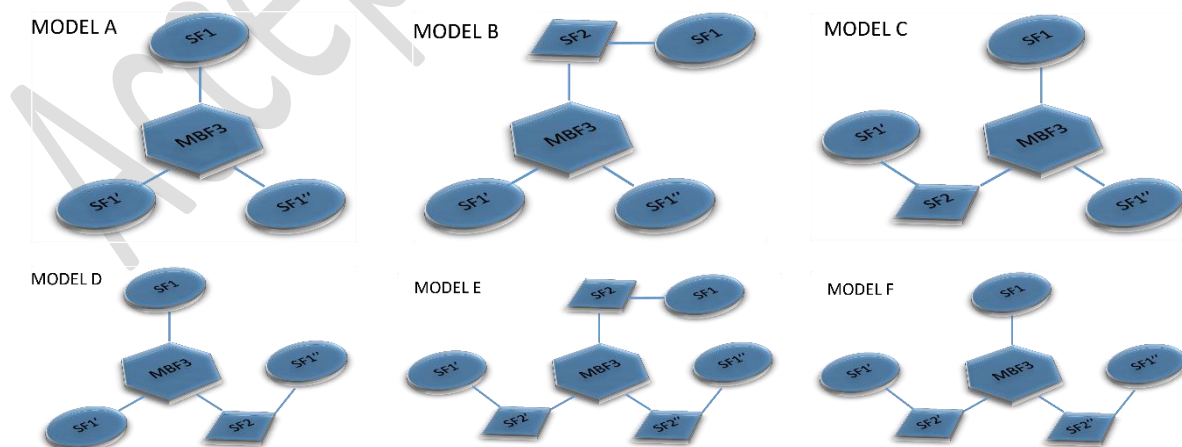 MODEL A
SF1
MBF3
SF1'
SF1''
MODEL B
SF2
SF1
MBF3
SF1'
SF1''
MODEL C
SF1
SF1'
MBF3
SF2
SF1''
MODEL D
SF1
MBF3
SF1''
SF1'
SF2
MODEL E
SF2
SF1
SF1'
MBF3
SF1''
SF2'
SF2''
MODEL F
SF1
SF1'
MBF3
SF1''
SF2'
SF2''
Accep